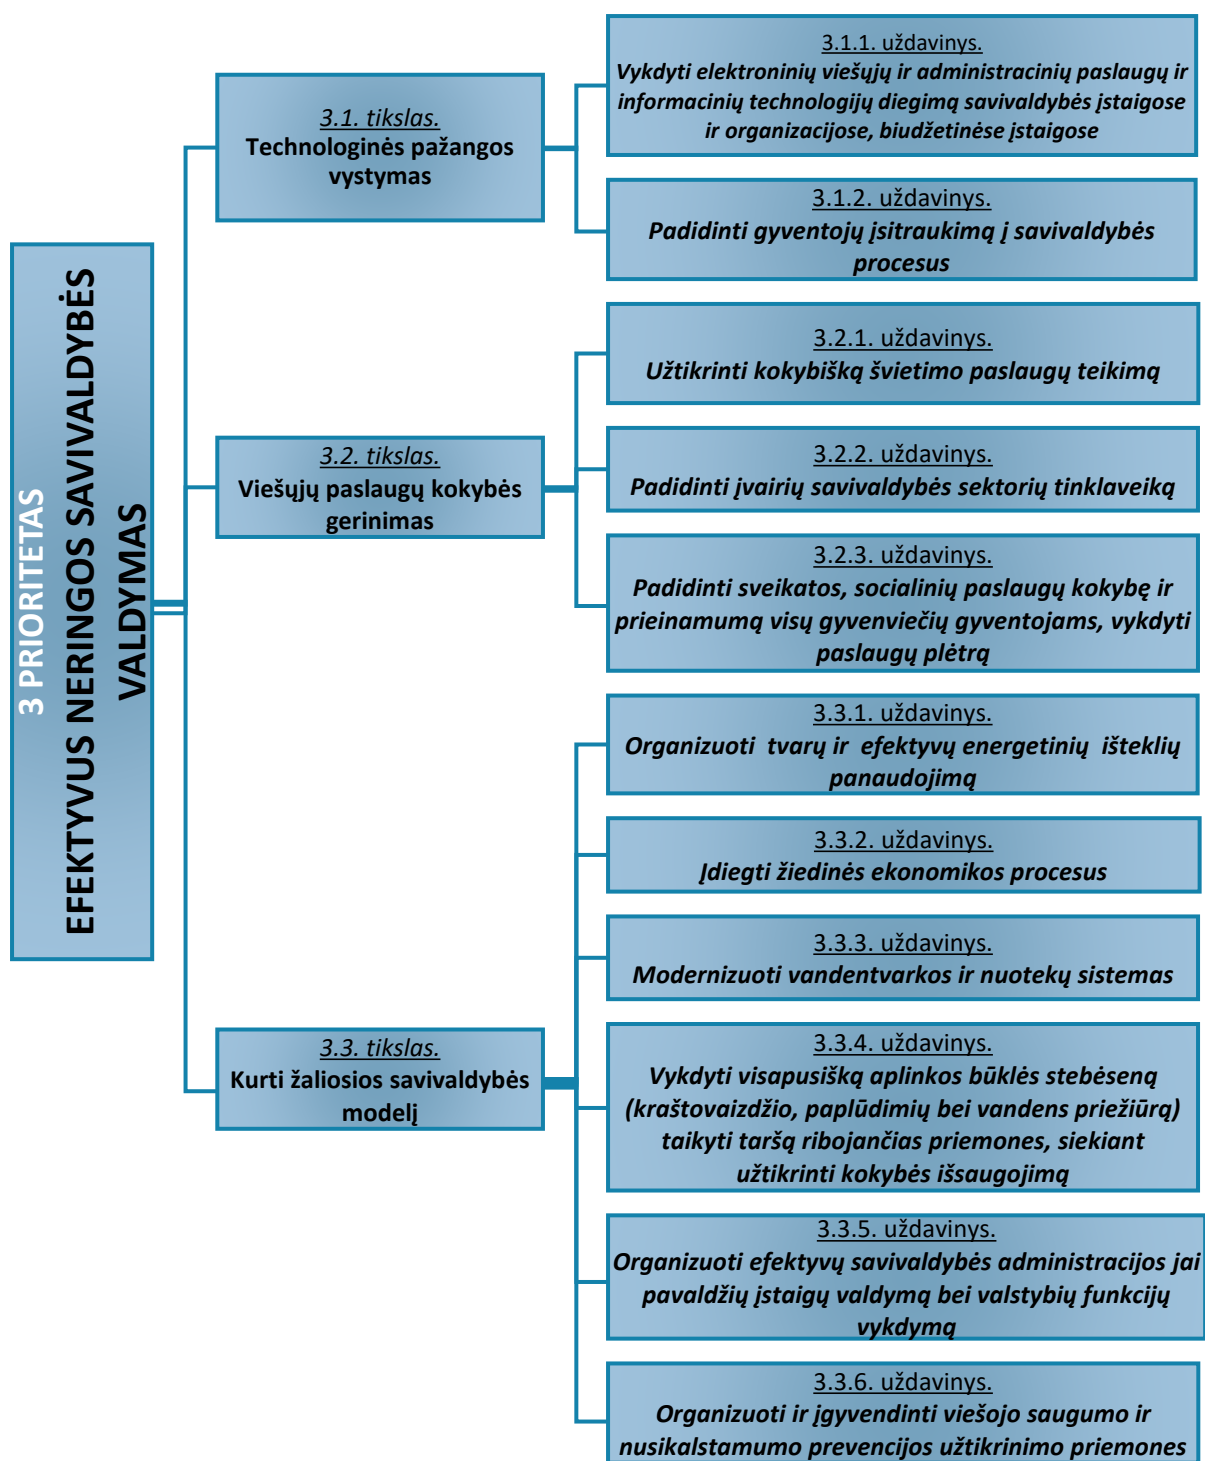 3 PRIORITETAS
EFEKTYVUS NERINGOS SAVIVALDYBĖS
VALDYMAS
3.1. tikslas.
Technologinės pažangos
vystymas
3.1.1. uždavinys.
Vykdyti elektroninių viešųjų ir administracinių paslaugų ir
informacinių technologijų diegimą savivaldybės įstaigose
ir organizacijose, biudžetinėse įstaigose
3.1.2. uždavinys.
Padidinti gyventojų įsitraukimą į savivaldybės
procesus
3.2. tikslas.
Viešųjų paslaugų kokybės
gerinimas
3.2.1. uždavinys.
Užtikrinti kokybišką švietimo paslaugų teikimą
3.2.2. uždavinys.
Padidinti įvairių savivaldybės sektorių tinklaveiką
3.2.3. uždavinys.
Padidinti sveikatos, socialinių paslaugų kokybę ir
prieinamumą visų gyvenviečių gyventojams, vykdyti
paslaugų plėtrą
3.3. tikslas.
Kurti žaliosios savivaldybės
modelį
3.3.1. uždavinys.
Organizuoti tvarų ir efektyvų energetinių išteklių
panaudojimą
3.3.2. uždavinys.
Įdiegti žiedinės ekonomikos procesus
3.3.3. uždavinys.
Modernizuoti vandentvarkos ir nuotekų sistemas
3.3.4. uždavinys.
Vykdyti visapusišką aplinkos būklės stebėseną
(kraštovaizdžio, paplūdimių bei vandens priežiūrą)
taikyti taršą ribojančias priemones, siekiant
užtikrinti kokybės išsaugojimą
3.3.5. uždavinys.
Organizuoti efektyvų savivaldybės administracijos jai
pavaldžių įstaigų valdymą bei valstybių funkcijų
vykdymą
3.3.6. uždavinys.
Organizuoti ir įgyvendinti viešojo saugumo ir
nusikalstamumo prevencijos užtikrinimo priemones